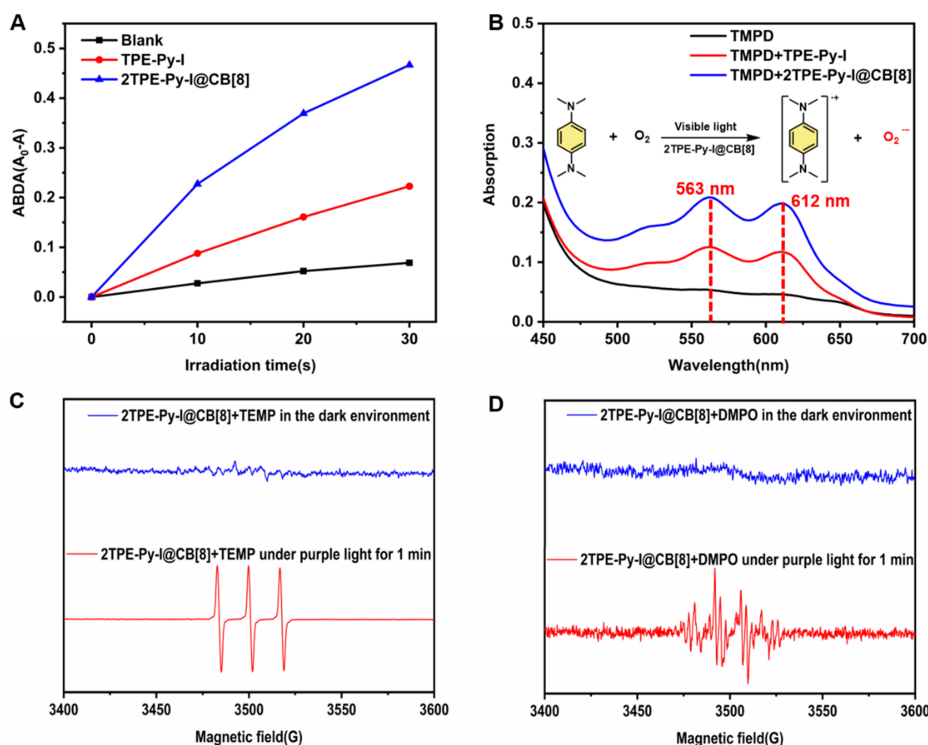 A
Blank
TPE-Py-I
2TPE-Py-I@CB[8]
ABDA(A0-A)
0.5
0.4
0.3
0.2
0.1
0.0
0
10
20
30
Irradiation time(s)
B
TMPD
TMPD+TPE-Py-I
TMPD+2TPE-Py-I@CB[8]
N
N
+ O2
Visible light
2TPE-Py-I@CB[8]
N
N
+
O2
563 nm
612 nm
Absorption
0.5
0.4
0.3
0.2
0.1
0.0
450
500
550
600
650
700
Wavelength(nm)
C
2TPE-Py-I@CB[8]+TEMP in the dark environment
2TPE-Py-I@CB[8]+TEMP under purple light for 1 min
3400
3450
3500
3550
3600
Magnetic field(G)
D
2TPE-Py-I@CB[8]+DMPO in the dark environment
2TPE-Py-I@CB[8]+DMPO under purple light for 1 min
3400
3450
3500
3550
3600
Magnetic field(G)